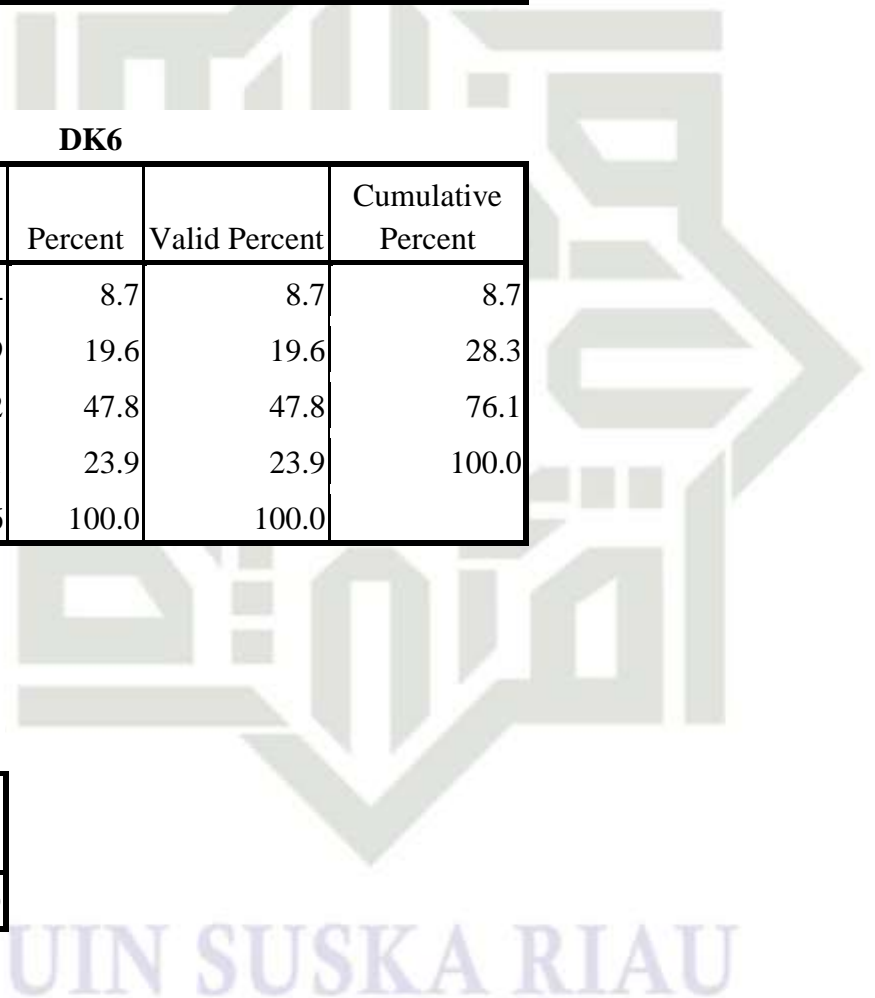 DK6
Percent Valid Percent Cumulative Percent
8.7 8.7 8.7
19.6 19.6 28.3
47.8 47.8 76.1
23.9 23.9 100.0
100.0 100.0
UIN SUSKA RIAU